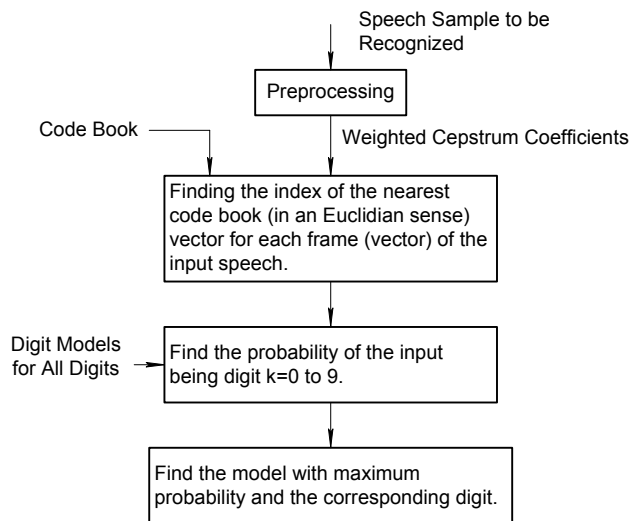 Speech Sample to be
Recognized
Preprocessing
Code Book
Weighted Cepstrum Coefficients
Finding the index of the nearest
code book (in an Euclidian sense)
vector for each frame (vector) of the
input speech.
Digit Models
for All Digits
Find the probability of the input
being digit k=0 to 9.
Find the model with maximum
probability and the corresponding digit.